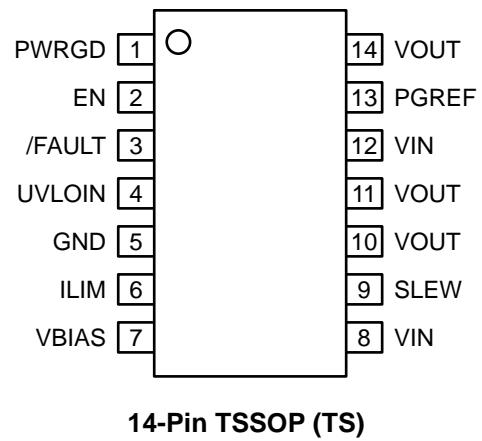 PWRGD 1 14 VOUT
EN 2 13 PGREF
/FAULT 3 12 VIN
UVLOIN 4 11 VOUT
GND 5 10 VOUT
ILIM 6 9 SLEW
VBIAS 7 8 VIN
14-Pin TSSOP (TS)